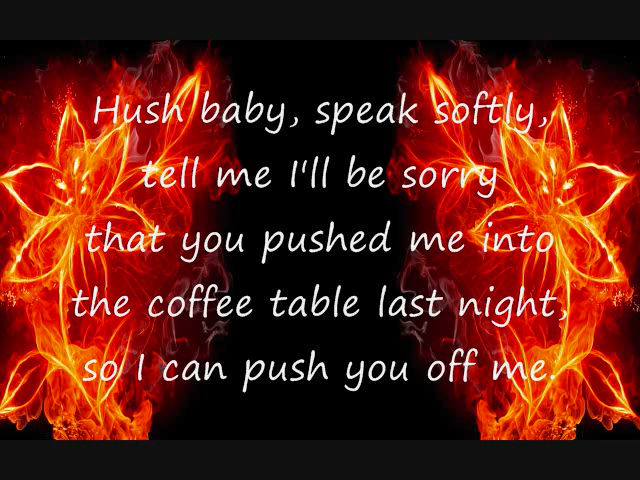 Hush baby, speak softly,
tell me I'll be sorry
that you pushed me into
the coffee table last night,
so I can push you off me.